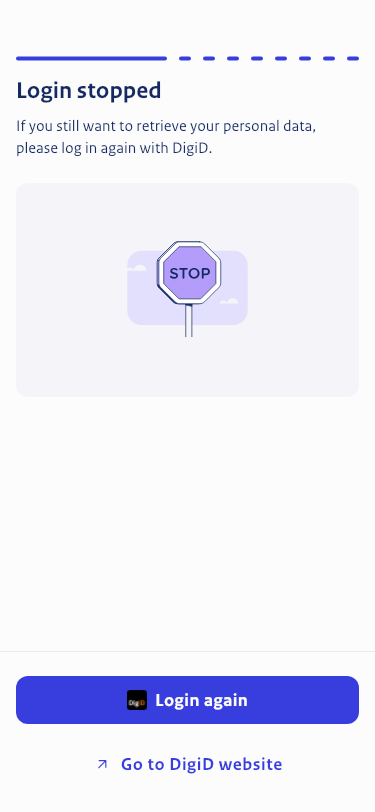 Login stopped
If you still want to retrieve your personal data,
please log in again with DigiD.
STOP
DigiD Login again
Go to DigiD website